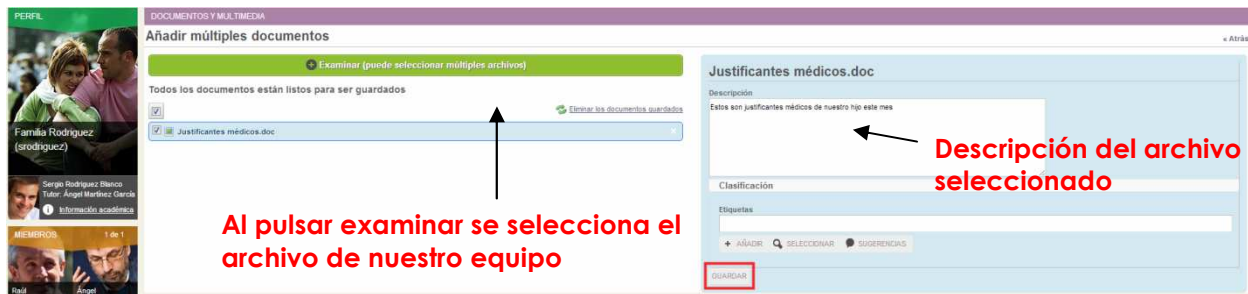 PERFIL
Familia Rodríguez
(srodriguez)
Sergio Rodríguez Blanco
Tutor: Ángel Martínez García
Información académica
MIEMBROS 1 de 1
Raúl Ángel
DOCUMENTOS Y MULTIMEDIA
Añadir múltiples documentos
« Atrás
Examinar (puede seleccionar múltiples archivos)
Todos los documentos están listos para ser guardados
Eliminar los documentos guardados
Justificantes médicos.doc
Al pulsar examinar se selecciona el
archivo de nuestro equipo
Justificantes médicos.doc
Descripción
Estos son justificantes médicos de nuestro hijo este mes
Descripción del archivo
seleccionado
Clasificación
Etiquetas
AÑADIR SELECCIONAR SUGERENCIAS
GUARDAR